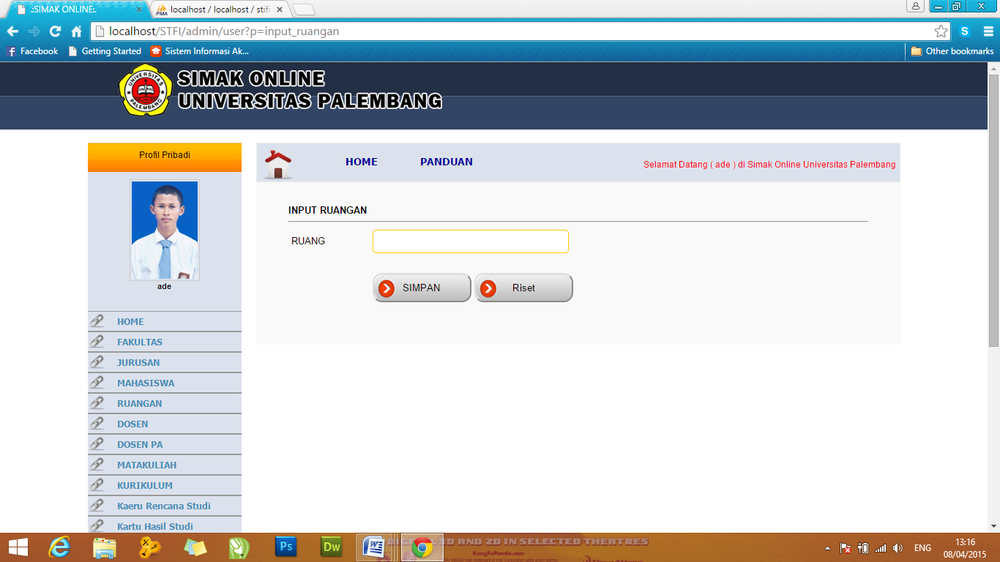 .:SIMAK ONLINE:.
localhost / localhost / stifi
localhost/STFI/admin/user?p=input_ruangan
Facebook
Getting Started
Sistem Informasi Ak...
Other bookmarks
UNIVERSITAS
PALEMBANG
SIMAK ONLINE
UNIVERSITAS PALEMBANG
Profil Pribadi
ade
HOME
FAKULTAS
JURUSAN
MAHASISWA
RUANGAN
DOSEN
DOSEN PA
MATAKULIAH
KURIKULUM
Kaeru Rencana Studi
Kartu Hasil Studi
HOME
PANDUAN
Selamat Datang ( ade ) di Simak Online Universitas Palembang
INPUT RUANGAN
RUANG
SIMPAN
Riset
Ps
Dw
3D AND 2D IN SELECTED THEATRES
KungFuPanda.com
ENG
13:16
08/04/2015